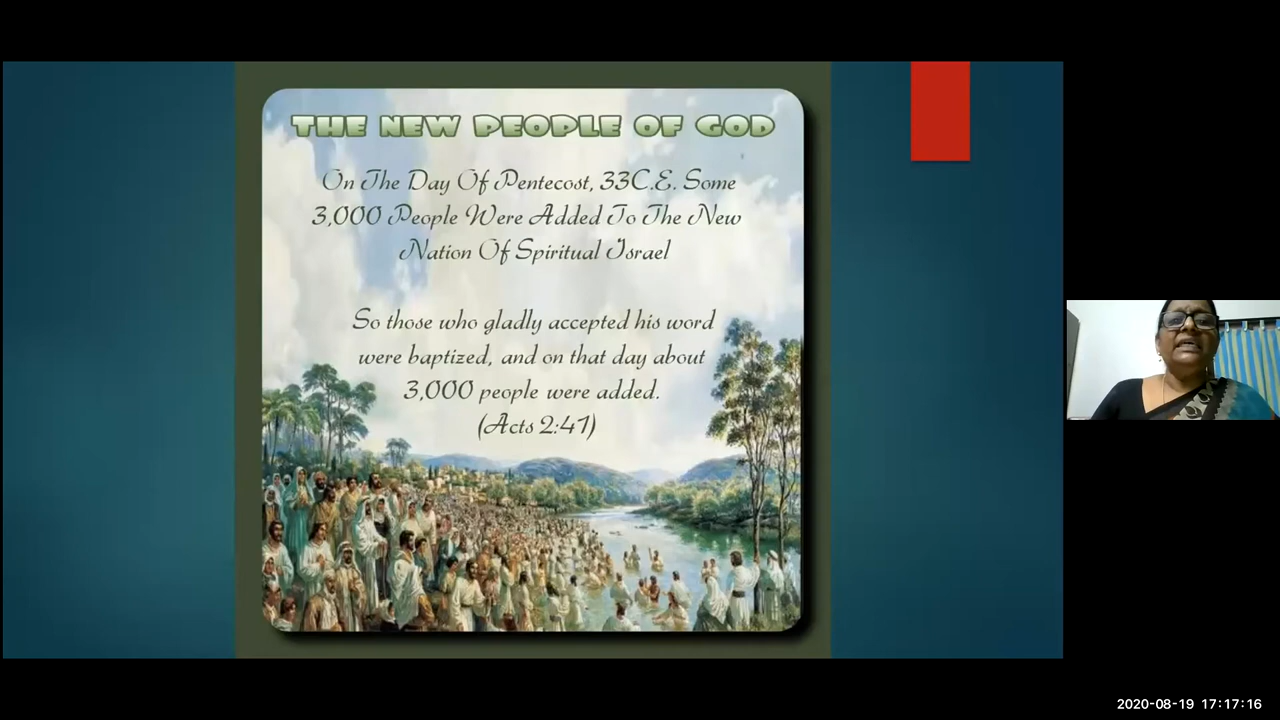 THE NEW PEOPLE OF GOD
On The Day Of Pentecost, 33C.E. Some
3,000 People Were Added To The New
Nation Of Spiritual Israel
So those who gladly accepted his word
were baptized, and on that day about
3,000 people were added.
(Acts 2:41)
2020-08-19 17:17:16